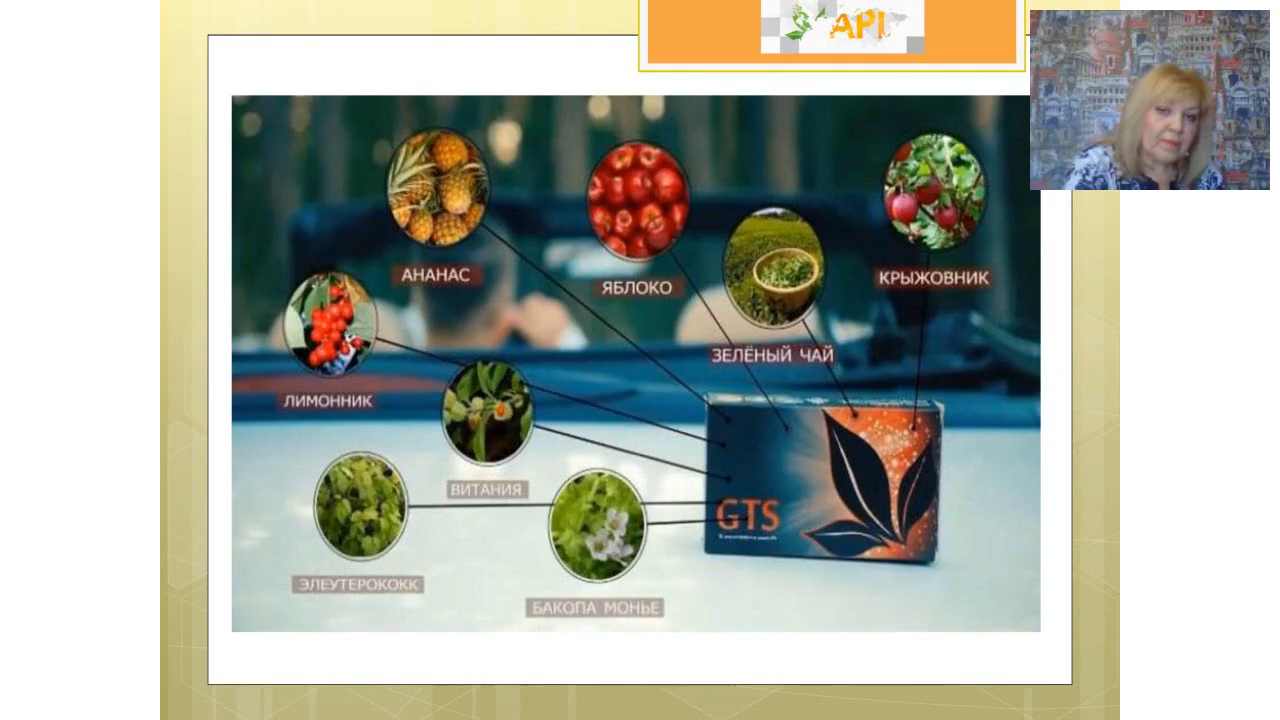 API
АНАНАС
ЯБЛОКО
КРЫЖОВНИК
ЗЕЛЁНЫЙ ЧАЙ
ЛИМОННИК
ВИТАНИЯ
GTS
ЭЛЕУТЕРОКОКК
БАКОПА МОНЬЕ